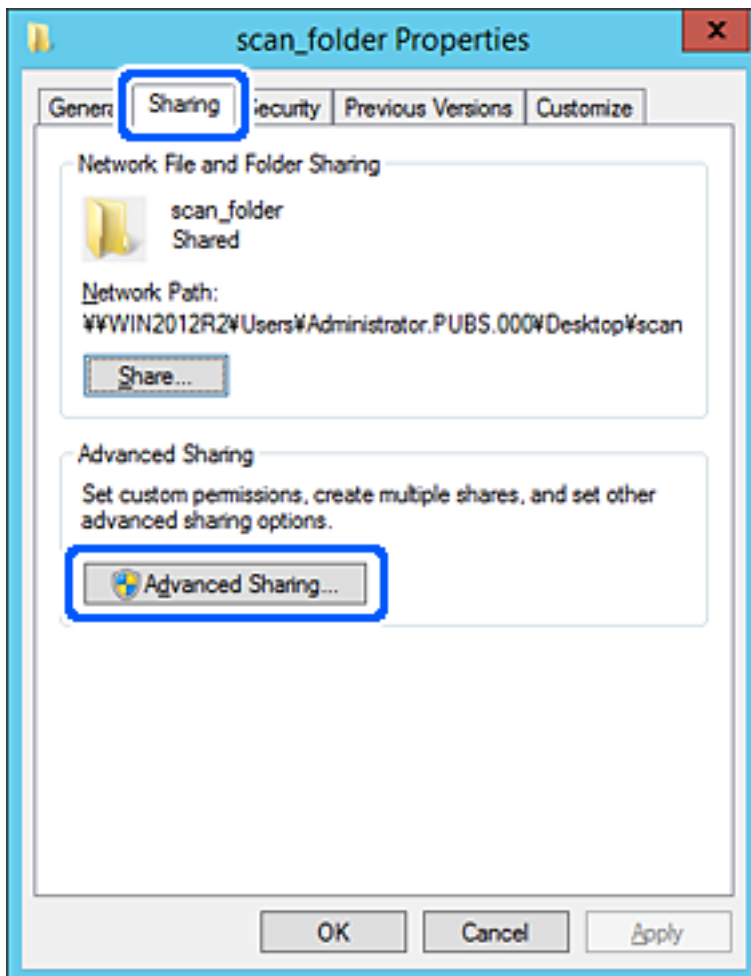 scan_folder Properties
x
General Sharing Security Previous Versions Customize
Network File and Folder Sharing
scan_folder
Shared
Network Path:
¥¥WIN2012R2¥Users¥Administrator.PUBS.000¥Desktop¥scan
Share...
Advanced Sharing
Set custom permissions, create multiple shares, and set other
advanced sharing options.
Advanced Sharing...
OK Cancel Apply